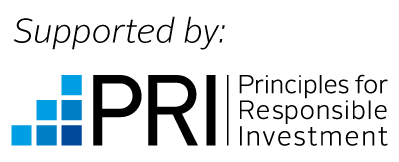 Supported by:
PRI
Principles for
Responsible
Investment